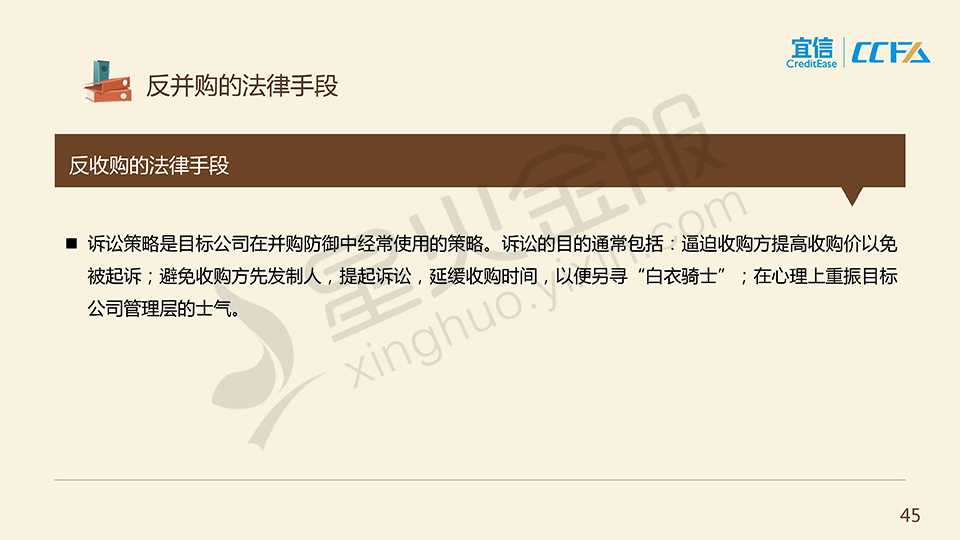 宜信
CreditEase
CCFA
反并购的法律手段
反收购的法律手段
■ 诉讼策略是目标公司在并购防御中经常使用的策略。诉讼的目的通常包括：逼迫收购方提高收购价以免
被起诉；避免收购方先发制人，提起诉讼，延缓收购时间，以便另寻“白衣骑士”；在心理上重振目标
公司管理层的士气。
星火金服
xinghuo.yixin.com
45